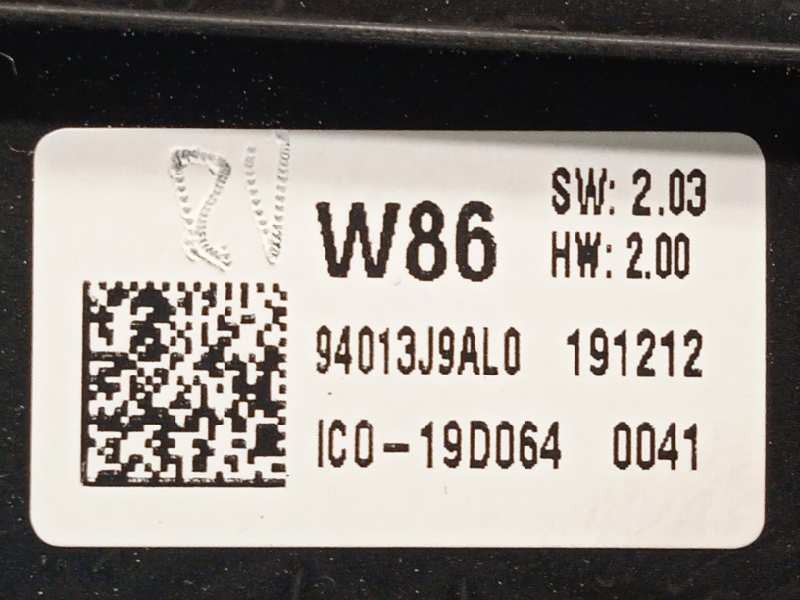 W86
SW: 2.03
HW: 2.00
94013J9AL0 191212
IC0-19D064 0041